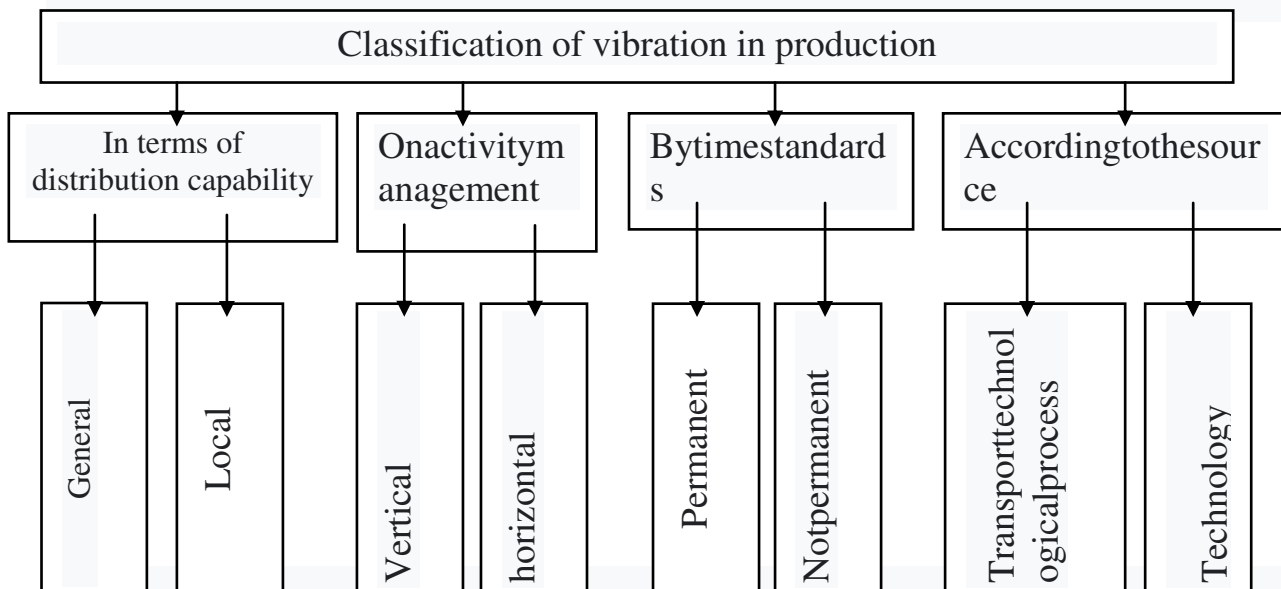 Classification of vibration in production
In terms of
distribution capability
Onactivitym
anagement
Bytimestandard
s
Accordingtothesour
ce
General
Local
Vertical
horizontal
Permanent
Notpermanent
Transporttechnol
ogicalprocess
Technology